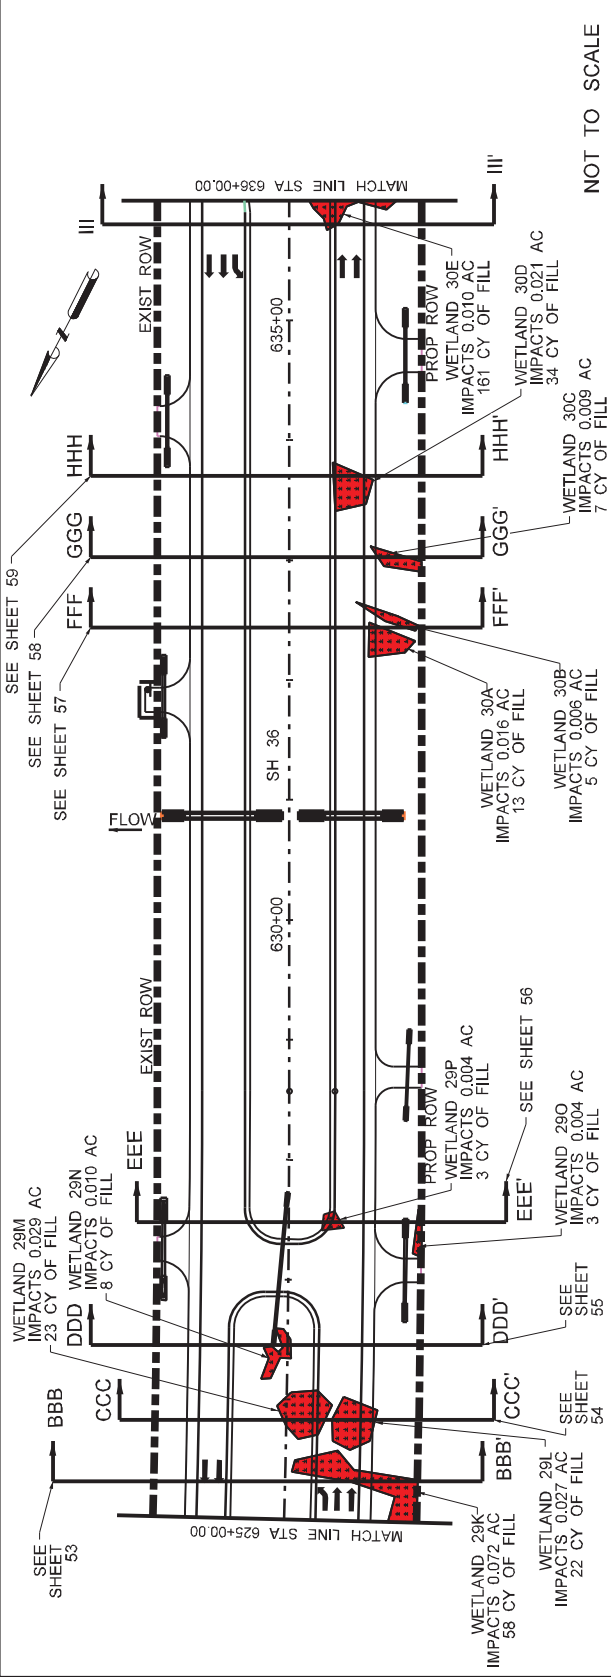 SEE
SHEET
53
BBB
WETLAND 29M
IMPACTS 0.029 AC
23 CY OF FILL
CCC
DDD
WETLAND 29N
IMPACTS 0.010 AC
8 CY OF FILL
EEE
EXIST ROW
FLOW
SEE SHEET 57
SEE SHEET 58
SEE SHEET 59
FFF
GGG
HHH
EXIST ROW
III
MATCH LINE STA 625+00.00
630+00
SH 36
635+00
MATCH LINE STA 636+00.00
N
BBB'
WETLAND 29K
IMPACTS 0.072 AC
58 CY OF FILL
WETLAND 29L
IMPACTS 0.027 AC
22 CY OF FILL
CCC'
SEE
SHEET
54
DDD'
SEE
SHEET
55
WETLAND 29O
IMPACTS 0.004 AC
3 CY OF FILL
EEE'
SEE SHEET 56
PROP ROW
WETLAND 29P
IMPACTS 0.004 AC
3 CY OF FILL
WETLAND 30A
IMPACTS 0.016 AC
13 CY OF FILL
WETLAND 30B
IMPACTS 0.006 AC
5 CY OF FILL
FFF'
GGG'
WETLAND 30C
IMPACTS 0.009 AC
7 CY OF FILL
HHH'
WETLAND 30D
IMPACTS 0.021 AC
34 CY OF FILL
PROP ROW
WETLAND 30E
IMPACTS 0.010 AC
161 CY OF FILL
III'
NOT TO SCALE